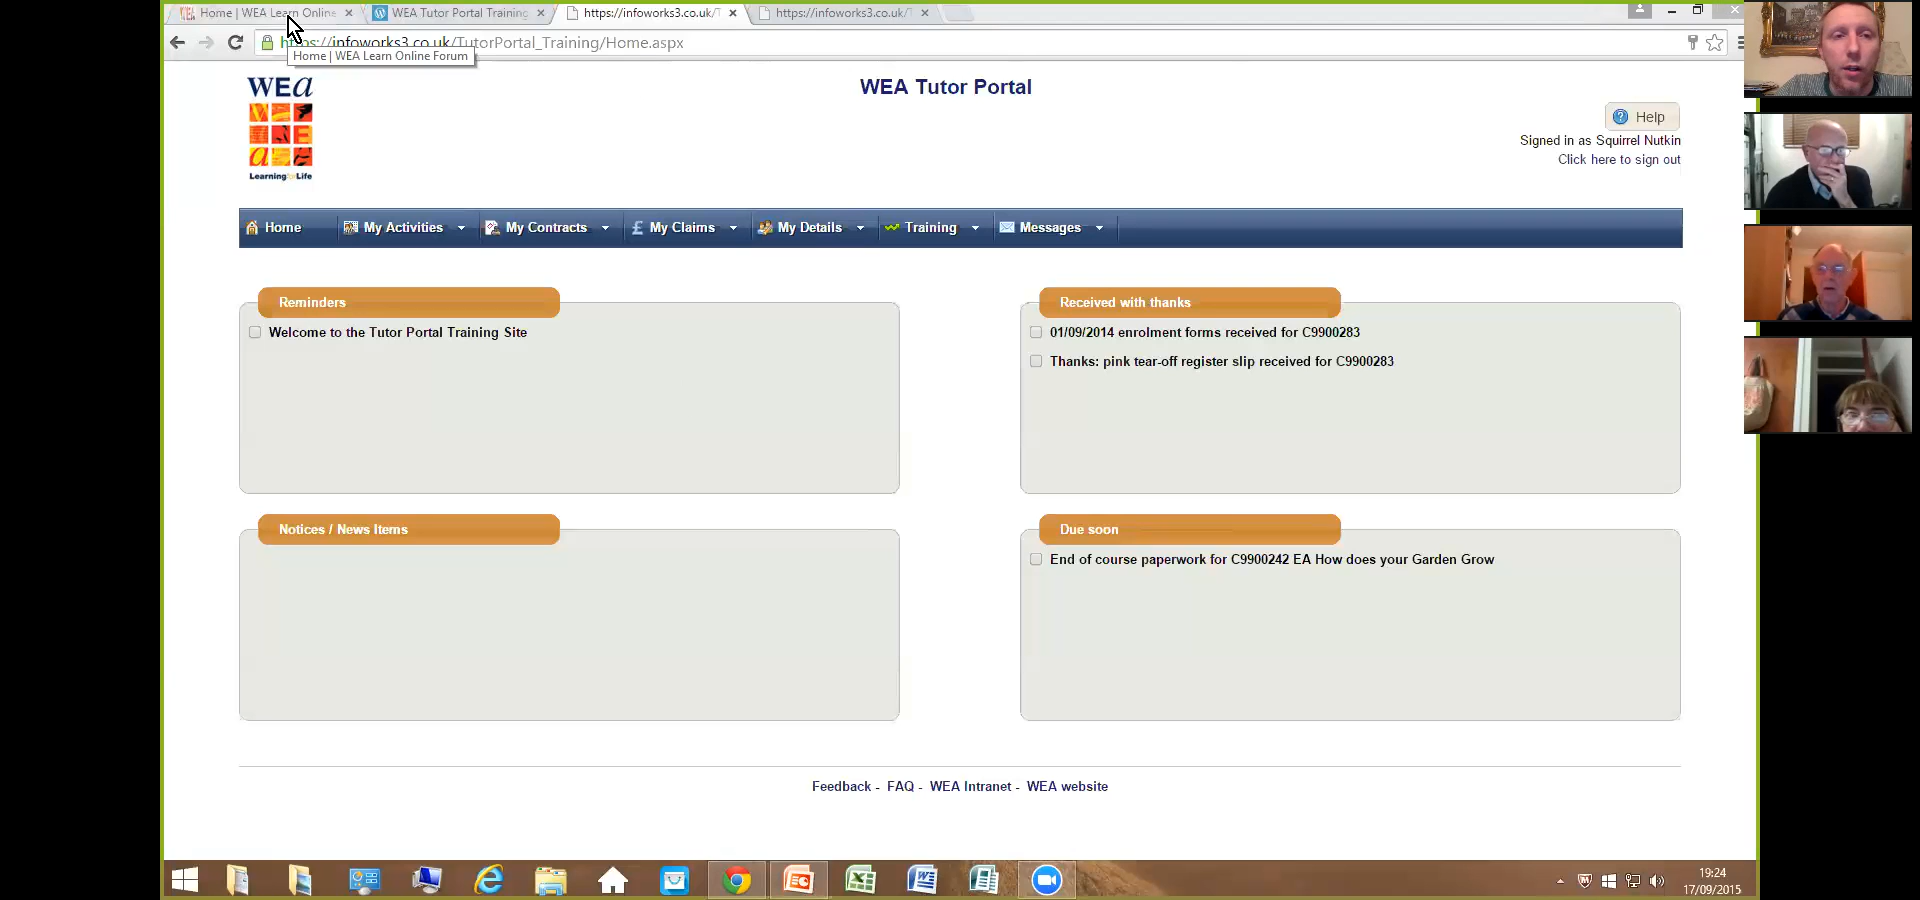 Home | WEA Learn Online
WEA Tutor Portal Training
https://infoworks3.co.uk/T
https://infoworks3.co.uk/T
https://infoworks3.co.uk/TutorPortal_Training/Home.aspx
Home | WEA Learn Online Forum
WEA
Learning for Life
WEA Tutor Portal
Help
Signed in as Squirrel Nutkin
Click here to sign out
Home
My Activities
My Contracts
My Claims
My Details
Training
Messages
Reminders
Welcome to the Tutor Portal Training Site
Received with thanks
01/09/2014 enrolment forms received for C9900283
Thanks: pink tear-off register slip received for C9900283
Notices / News Items
Due soon
End of course paperwork for C9900242 EA How does your Garden Grow
Feedback - FAQ - WEA Intranet - WEA website
19:24
17/09/2015